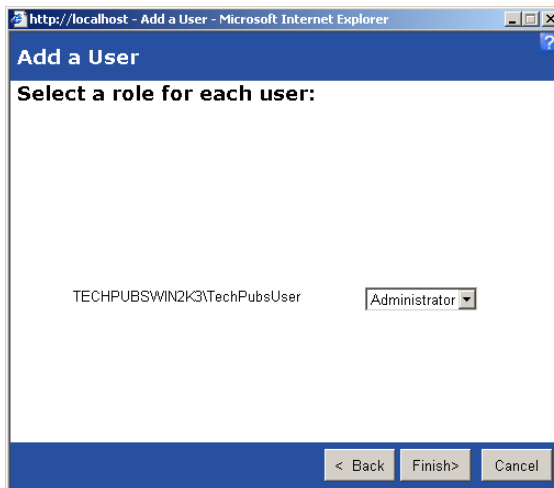 http://localhost - Add a User - Microsoft Internet Explorer
?
Add a User
Select a role for each user:
TECHPUBSWIN2K3\TechPubsUser Administrator
< Back Finish> Cancel